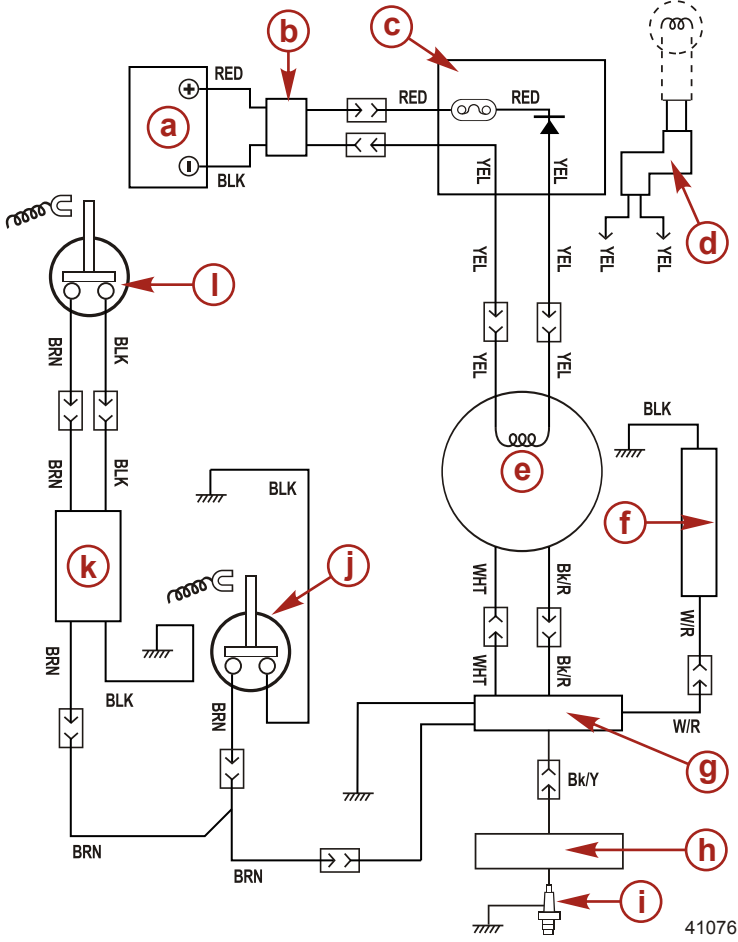 b
c
RED
RED
RED
a
+
-
BLK
YEL
YEL
d
YEL
YEL
l
YEL
YEL
BRN
BLK
YEL
YEL
BLK
BRN
BLK
BLK
e
f
k
j
WHT
Bk/R
W/R
BRN
WHT
Bk/R
BLK
BRN
W/R
g
Bk/Y
BRN
BRN
h
i
41076